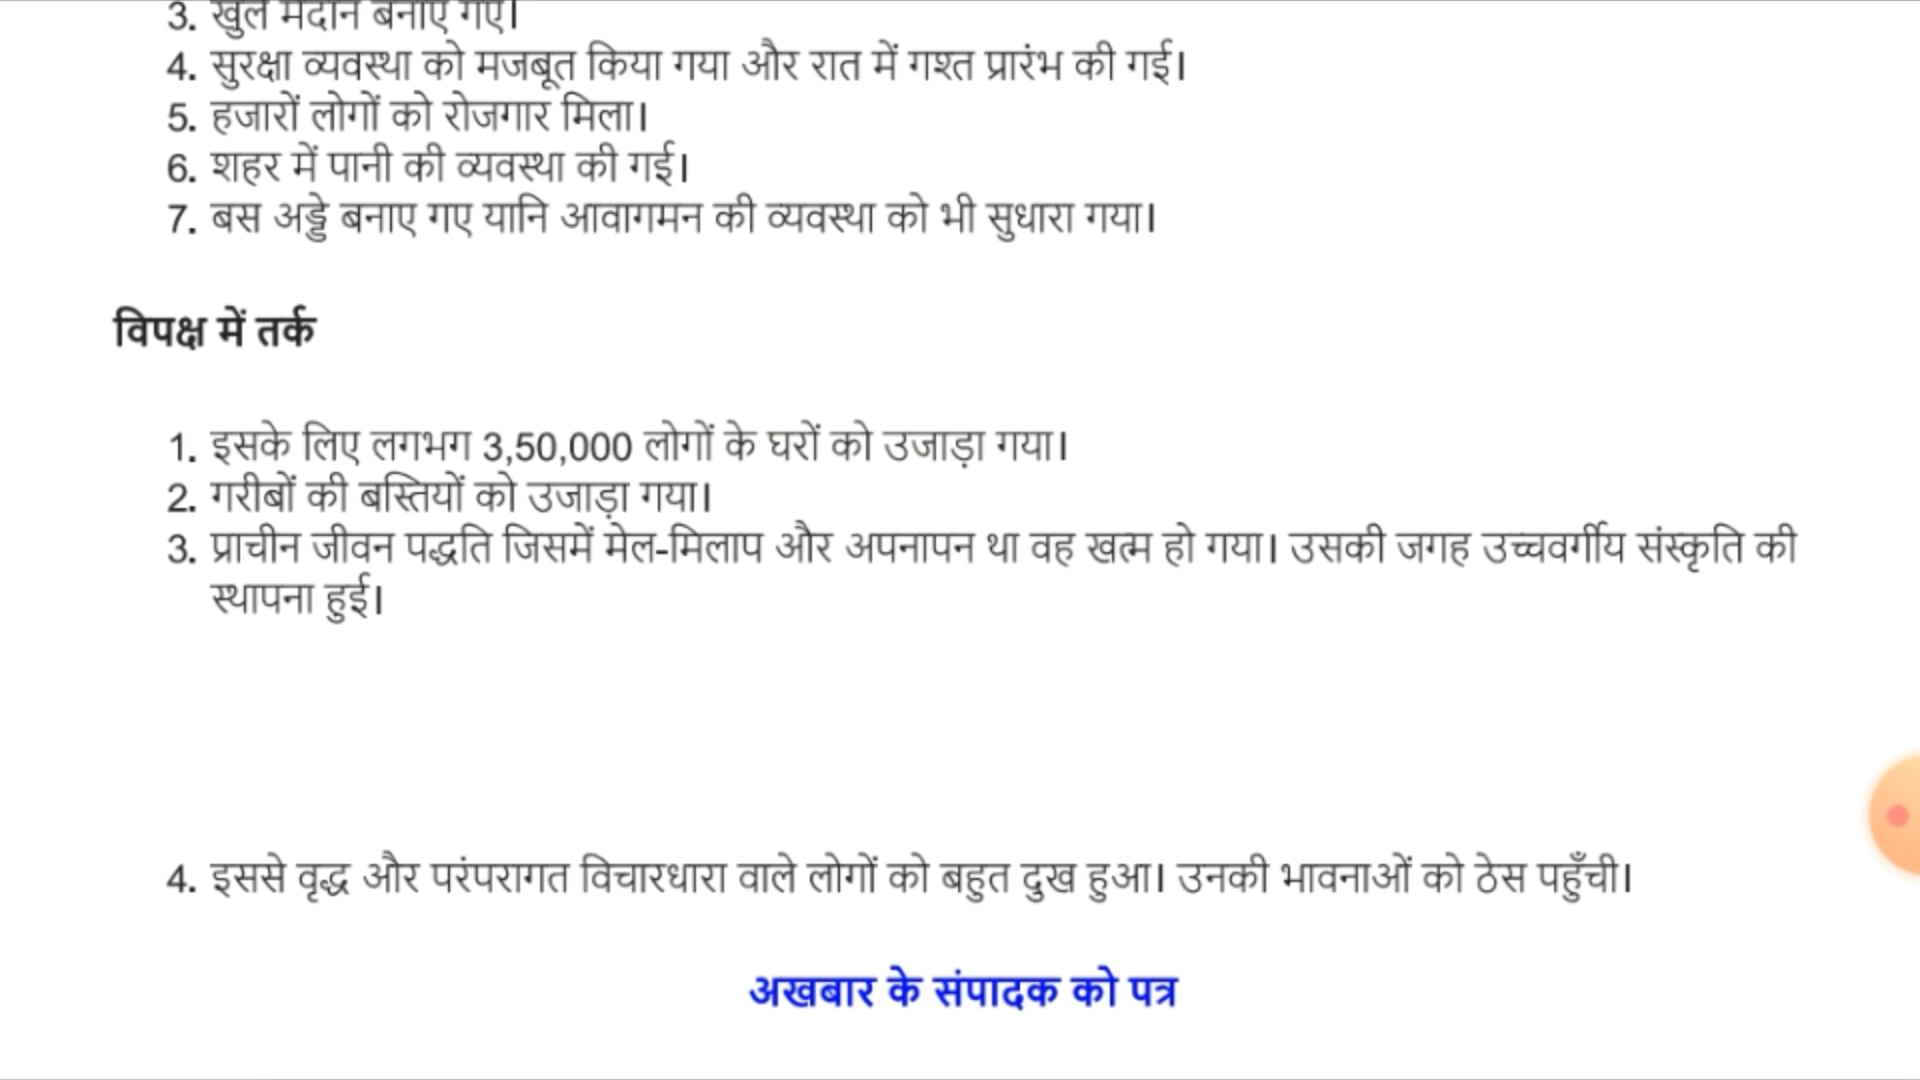 3. खुले मैदान बनाए गए।
4. सुरक्षा व्यवस्था को मजबूत किया गया और रात में गश्त प्रारंभ की गई।
5. हजारों लोगों को रोजगार मिला।
6. शहर में पानी की व्यवस्था की गई।
7. बस अड्डे बनाए गए यानि आवागमन की व्यवस्था को भी सुधारा गया।
विपक्ष में तर्क
1. इसके लिए लगभग 3,50,000 लोगों के घरों को उजाड़ा गया।
2. गरीबों की बस्तियों को उजाड़ा गया।
3. प्राचीन जीवन पद्धति जिसमें मेल-मिलाप और अपनापन था वह खत्म हो गया। उसकी जगह उच्चवर्गीय संस्कृति की
स्थापना हुई।
4. इससे वृद्ध और परंपरागत विचारधारा वाले लोगों को बहुत दुख हुआ। उनकी भावनाओं को ठेस पहुँची।
अखबार के संपादक को पत्र